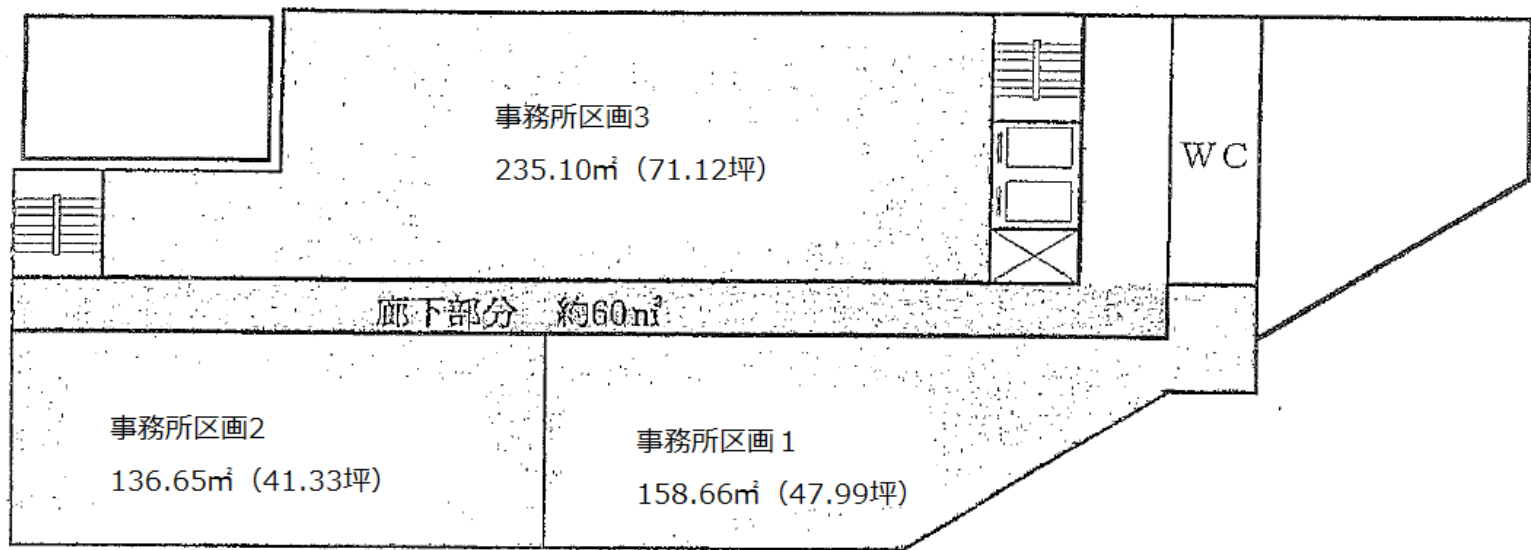 事務所区画3
235.10㎡（71.12坪）
WC
廊下部分　約60㎡
事務所区画2
136.65㎡（41.33坪）
事務所区画１
158.66㎡（47.99坪）